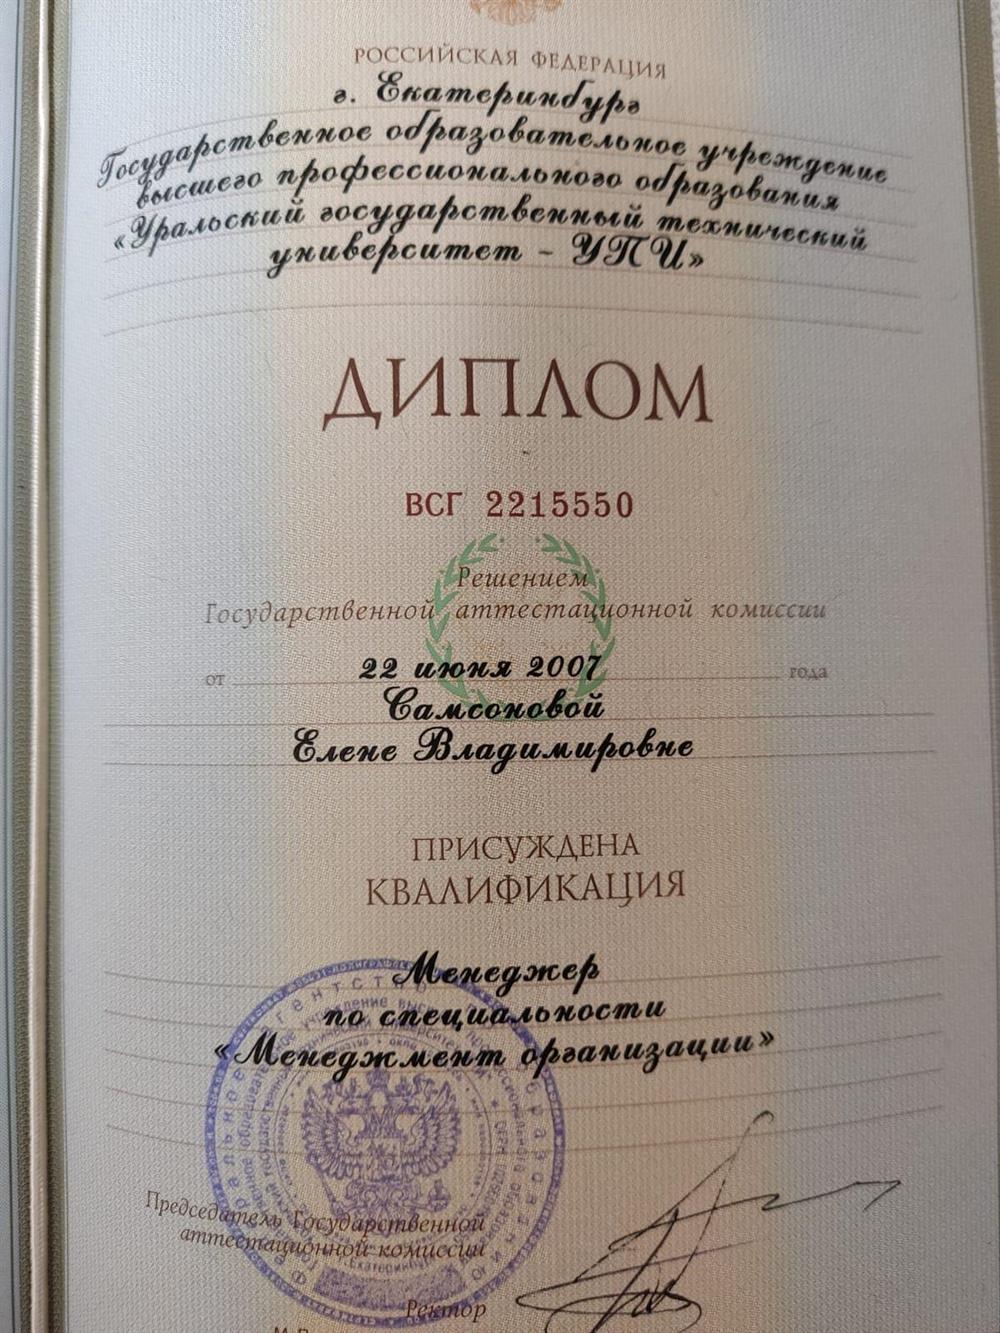 РОССИЙСКАЯ ФЕДЕРАЦИЯ
г. Екатеринбург
Государственное образовательное учреждение
высшего профессионального образования
«Уральский государственный технический
университет - УПИ»
ДИПЛОМ
ВСГ 2215550
Решением
Государственной аттестационной комиссии
от 22 июня 2007 года
Самсоновой
Елене Владимировне
ПРИСУЖДЕНА
КВАЛИФИКАЦИЯ
Менеджер
по специальности
«Менеджмент организации»
Председатель Государственной
аттестационной комиссии
Ректор